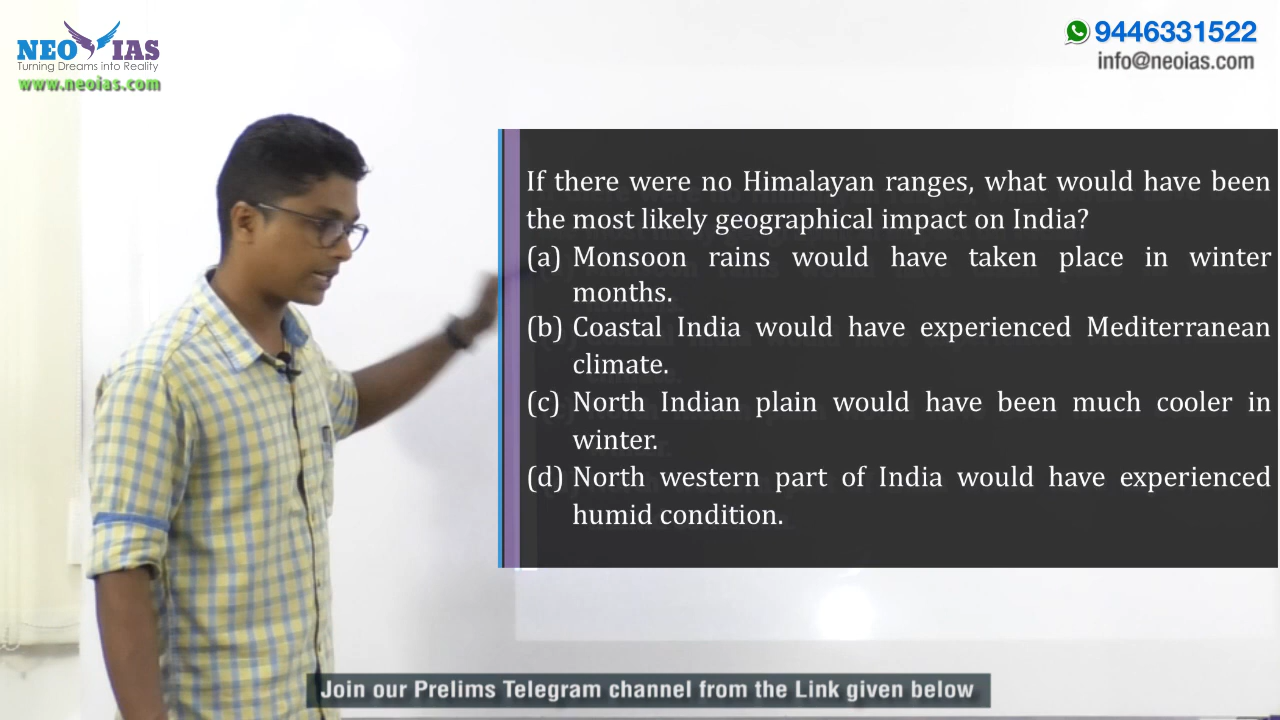 NEO IAS
Turning Dreams into Reality
www.neoias.com
9446331522
info@neoias.com
If there were no Himalayan ranges, what would have been
the most likely geographical impact on India?
(a) Monsoon rains would have taken place in winter
months.
(b) Coastal India would have experienced Mediterranean
climate.
(c) North Indian plain would have been much cooler in
winter.
(d) North western part of India would have experienced
humid condition.
Join our Prelims Telegram channel from the Link given below